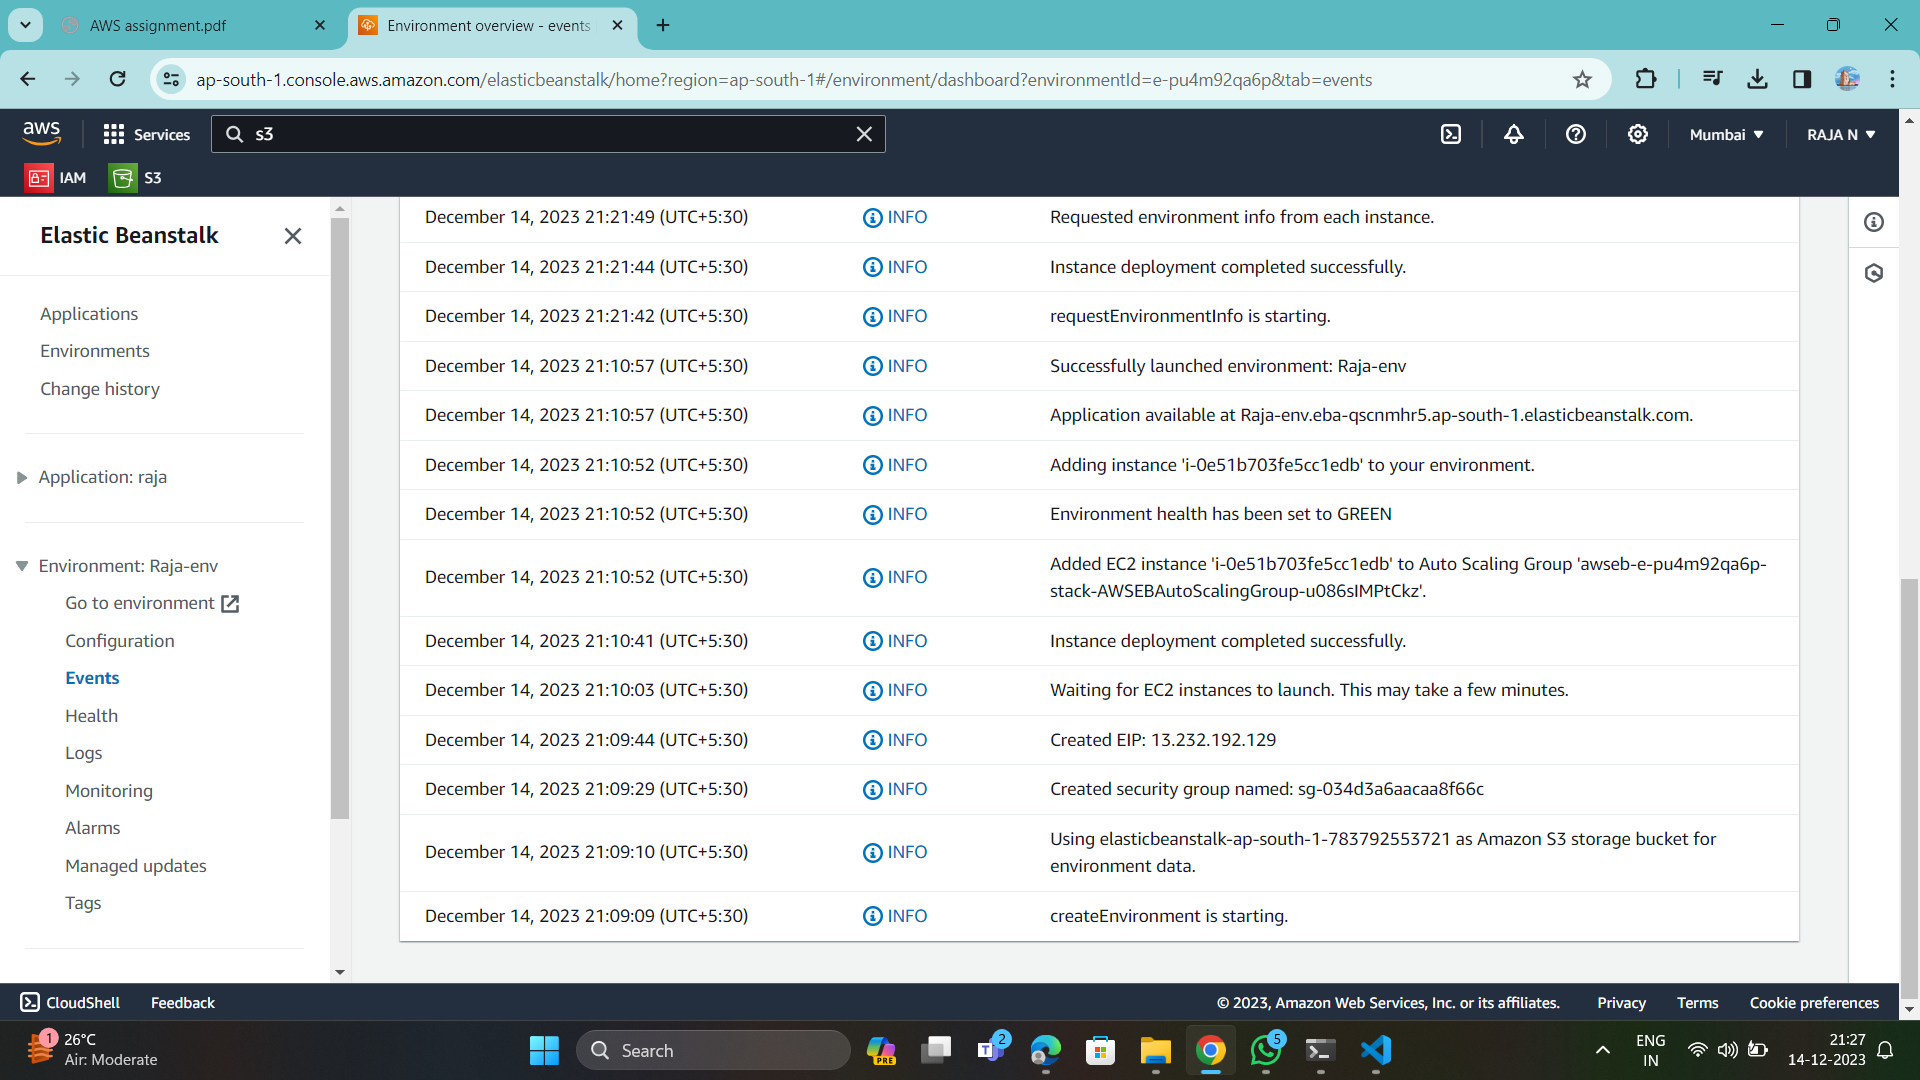 AWS assignment.pdf
Environment overview - events
ap-south-1.console.aws.amazon.com/elasticbeanstalk/home?region=ap-south-1#/environment/dashboard?environmentId=e-pu4m92qa6p&tab=events
aws
Services
s3
Mumbai
RAJA N
IAM
S3
Elastic Beanstalk
Applications
Environments
Change history
Application: raja
Environment: Raja-env
Go to environment
Configuration
Events
Health
Logs
Monitoring
Alarms
Managed updates
Tags
December 14, 2023 21:21:49 (UTC+5:30) INFO Requested environment info from each instance.
December 14, 2023 21:21:44 (UTC+5:30) INFO Instance deployment completed successfully.
December 14, 2023 21:21:42 (UTC+5:30) INFO requestEnvironmentInfo is starting.
December 14, 2023 21:10:57 (UTC+5:30) INFO Successfully launched environment: Raja-env
December 14, 2023 21:10:57 (UTC+5:30) INFO Application available at Raja-env.eba-qscnmhr5.ap-south-1.elasticbeanstalk.com.
December 14, 2023 21:10:52 (UTC+5:30) INFO Adding instance 'i-0e51b703fe5cc1edb' to your environment.
December 14, 2023 21:10:52 (UTC+5:30) INFO Environment health has been set to GREEN
December 14, 2023 21:10:52 (UTC+5:30) INFO Added EC2 instance 'i-0e51b703fe5cc1edb' to Auto Scaling Group 'awseb-e-pu4m92qa6p-
stack-AWSEBAutoScalingGroup-u086sIMPtCkz'.
December 14, 2023 21:10:41 (UTC+5:30) INFO Instance deployment completed successfully.
December 14, 2023 21:10:03 (UTC+5:30) INFO Waiting for EC2 instances to launch. This may take a few minutes.
December 14, 2023 21:09:44 (UTC+5:30) INFO Created EIP: 13.232.192.129
December 14, 2023 21:09:29 (UTC+5:30) INFO Created security group named: sg-034d3a6aacaa8f66c
December 14, 2023 21:09:10 (UTC+5:30) INFO Using elasticbeanstalk-ap-south-1-783792553721 as Amazon S3 storage bucket for
environment data.
December 14, 2023 21:09:09 (UTC+5:30) INFO createEnvironment is starting.
CloudShell
Feedback
© 2023, Amazon Web Services, Inc. or its affiliates.
Privacy
Terms
Cookie preferences
1
26°C
Air: Moderate
Search
PRE
2
5
ENG
IN
21:27
14-12-2023